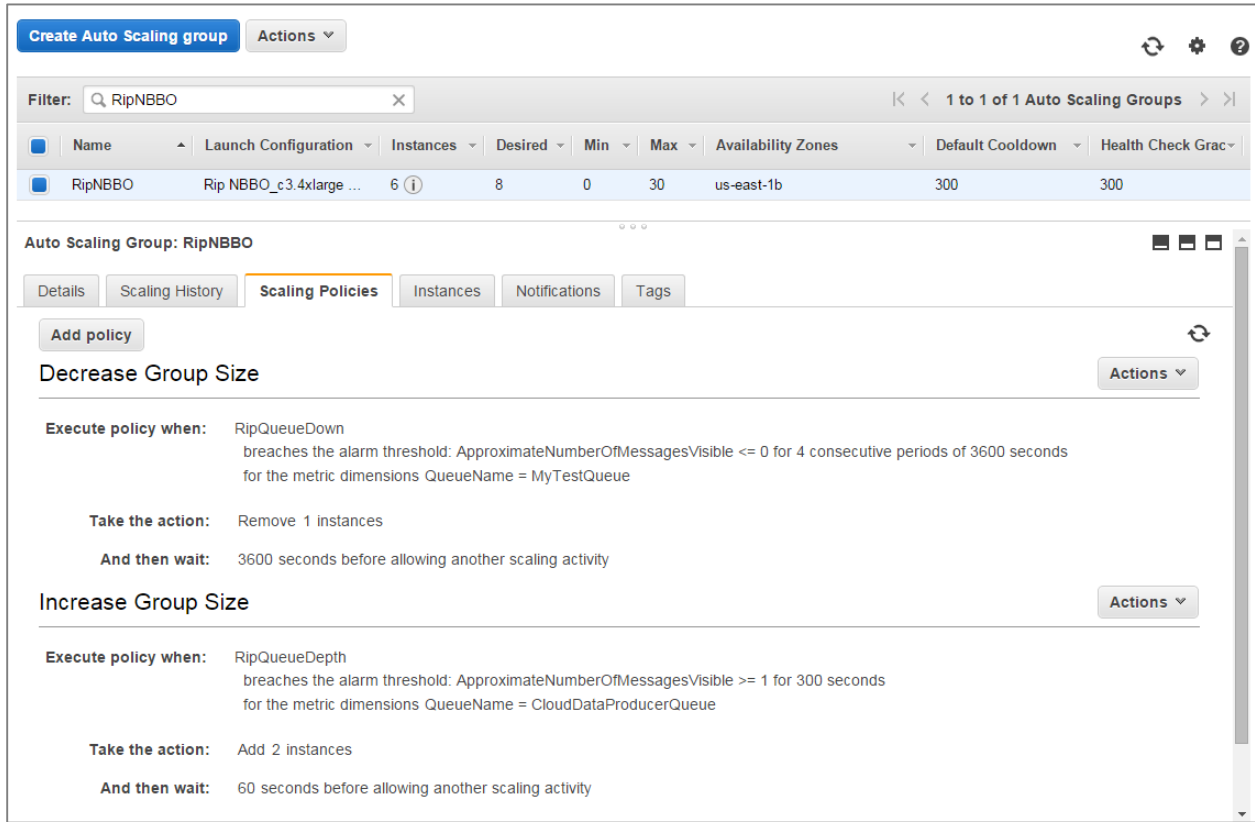 Create Auto Scaling group Actions
Filter: RipNBBO 1 to 1 of 1 Auto Scaling Groups
Name Launch Configuration Instances Desired Min Max Availability Zones Default Cooldown Health Check Grac
RipNBBO Rip NBBO_c3.4xlarge ... 6 8 0 30 us-east-1b 300 300
Auto Scaling Group: RipNBBO
Details Scaling History Scaling Policies Instances Notifications Tags
Add policy
Decrease Group Size Actions
Execute policy when: RipQueueDown
breaches the alarm threshold: ApproximateNumberOfMessagesVisible <= 0 for 4 consecutive periods of 3600 seconds
for the metric dimensions QueueName = MyTestQueue
Take the action: Remove 1 instances
And then wait: 3600 seconds before allowing another scaling activity
Increase Group Size Actions
Execute policy when: RipQueueDepth
breaches the alarm threshold: ApproximateNumberOfMessagesVisible >= 1 for 300 seconds
for the metric dimensions QueueName = CloudDataProducerQueue
Take the action: Add 2 instances
And then wait: 60 seconds before allowing another scaling activity